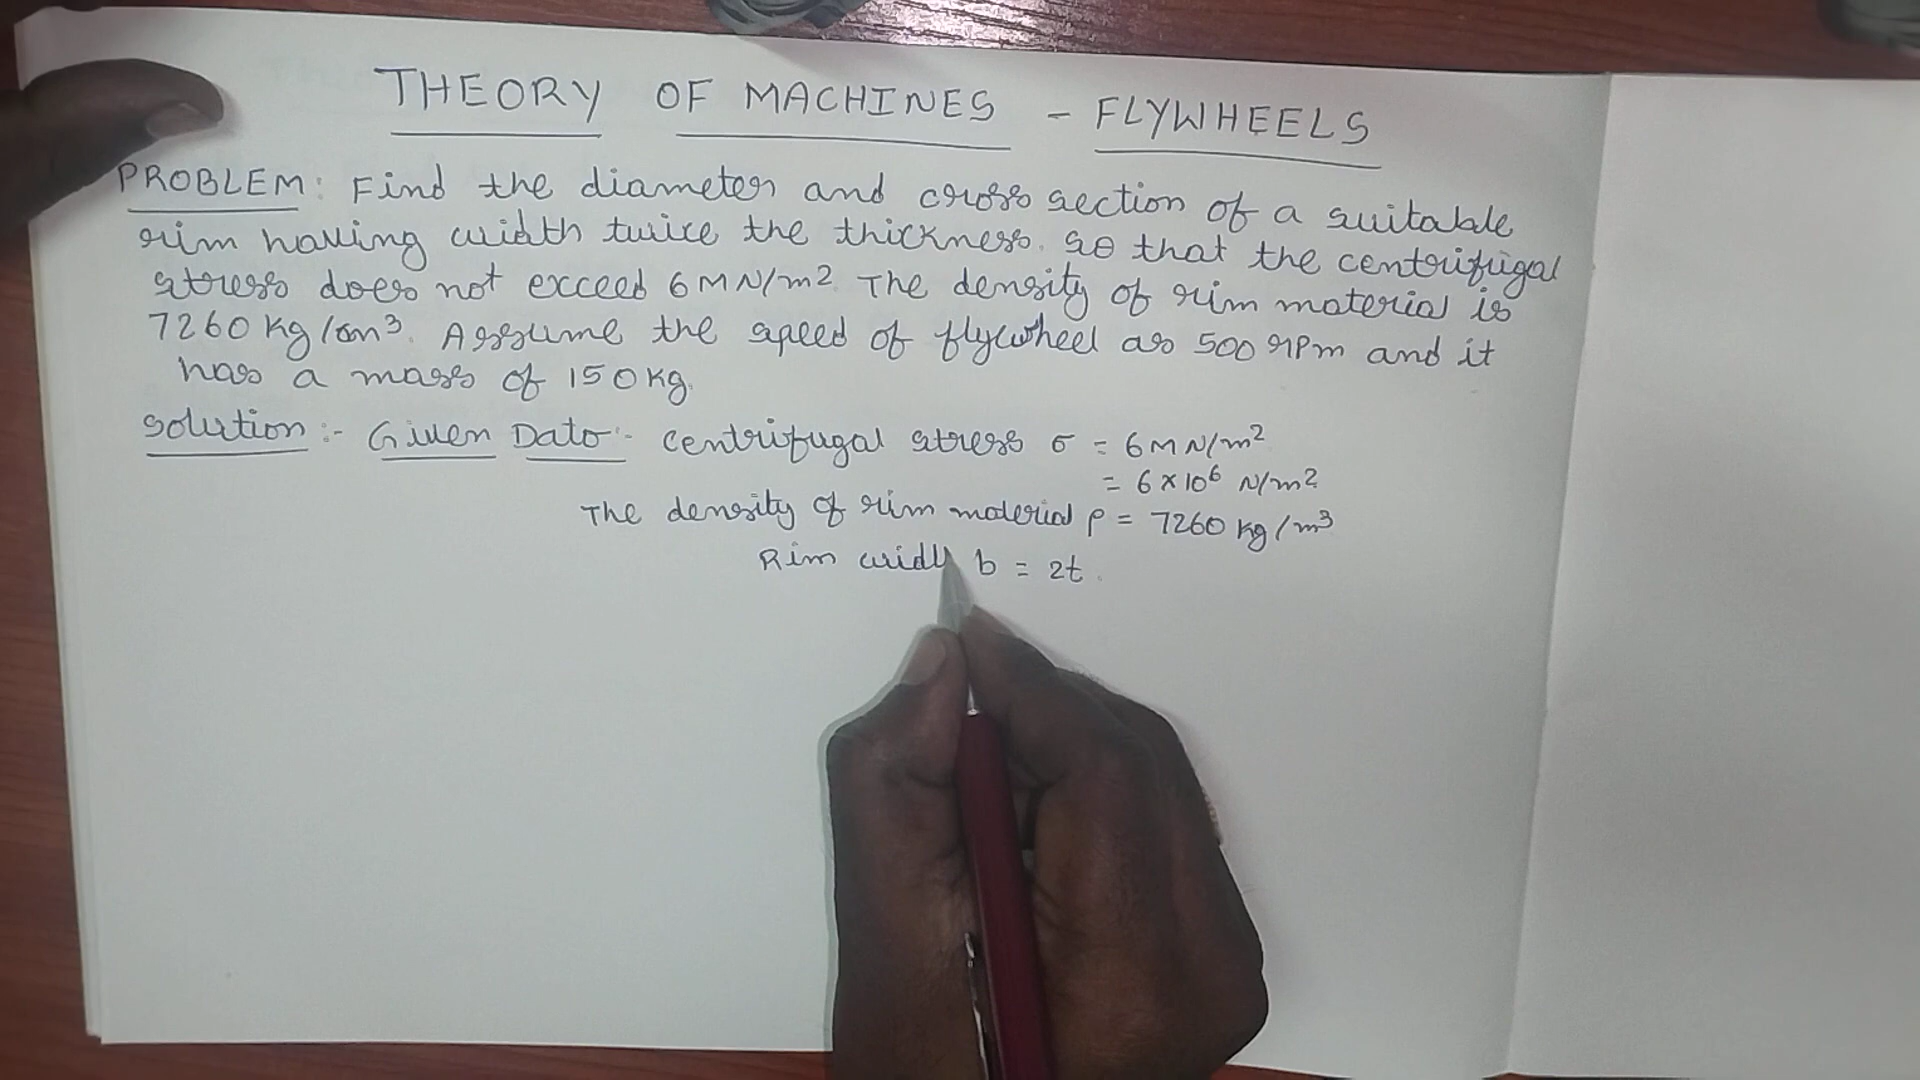 THEORY OF MACHINES - FLYWHEELS
PROBLEM: Find the diameter and cross section of a suitable
rim having width twice the thickness. so that the centrifugal
stress does not exceed 6 MN/m2. The density of rim material is
7260 kg/m3. Assume the speed of flywheel as 500 rpm and it
has a mass of 150 kg.
Solution:- Given Data:- centrifugal stress σ = 6 MN/m2
= 6 x 10^6 N/m2
The density of rim material ρ = 7260 kg/m3
Rim width b = 2t.